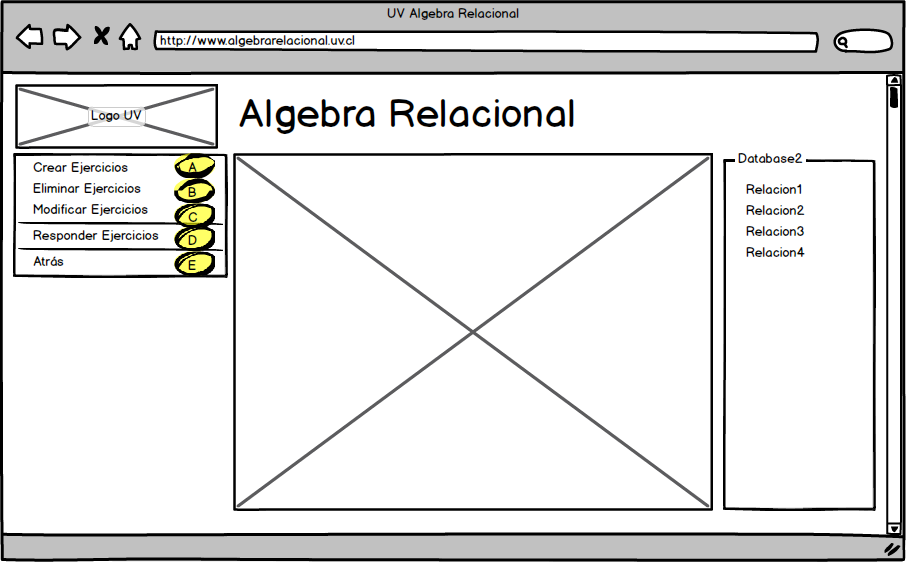 UV Algebra Relacional
http://www.algebrarelacional.uv.cl
Logo UV
Algebra Relacional
Crear Ejercicios A
Eliminar Ejercicios B
Modificar Ejercicios C
Responder Ejercicios D
Atrás E
Database2
Relacion1
Relacion2
Relacion3
Relacion4